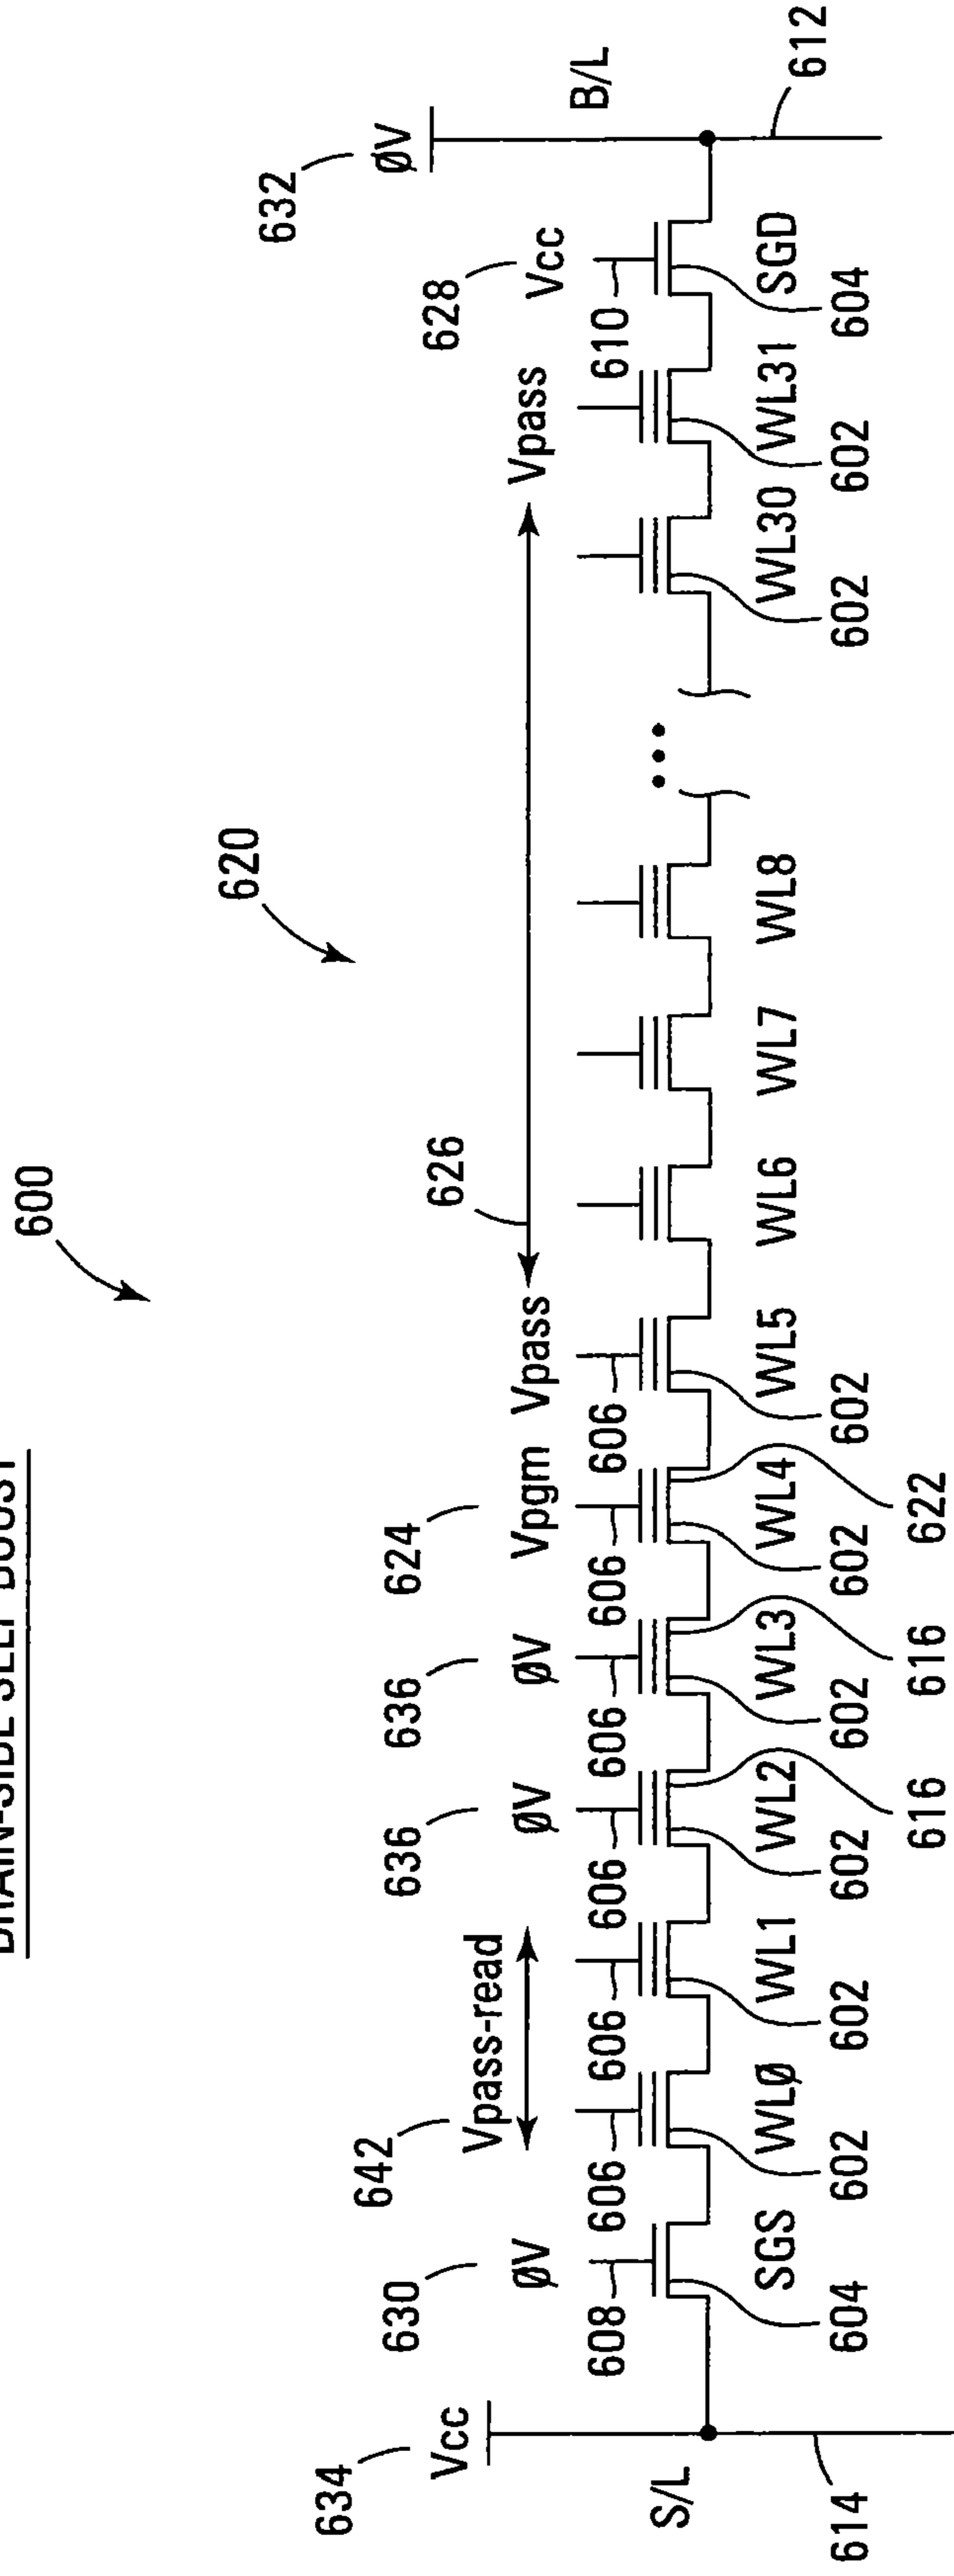 DRAIN-SIDE SELF BOOST
600
620
632
ØV
B/L
612
634
Vcc
S/L
614
630
ØV
642
Vpass-read
636
ØV
636
ØV
624
Vpgm
Vpass
626
Vpass
628
Vcc
608
606
606
606
606
606
606
610
SGS
WLØ
WL1
WL2
WL3
WL4
WL5
WL6
WL7
WL8
•••
WL30
WL31
SGD
604
602
602
602
602
602
602
602
602
604
616
616
622